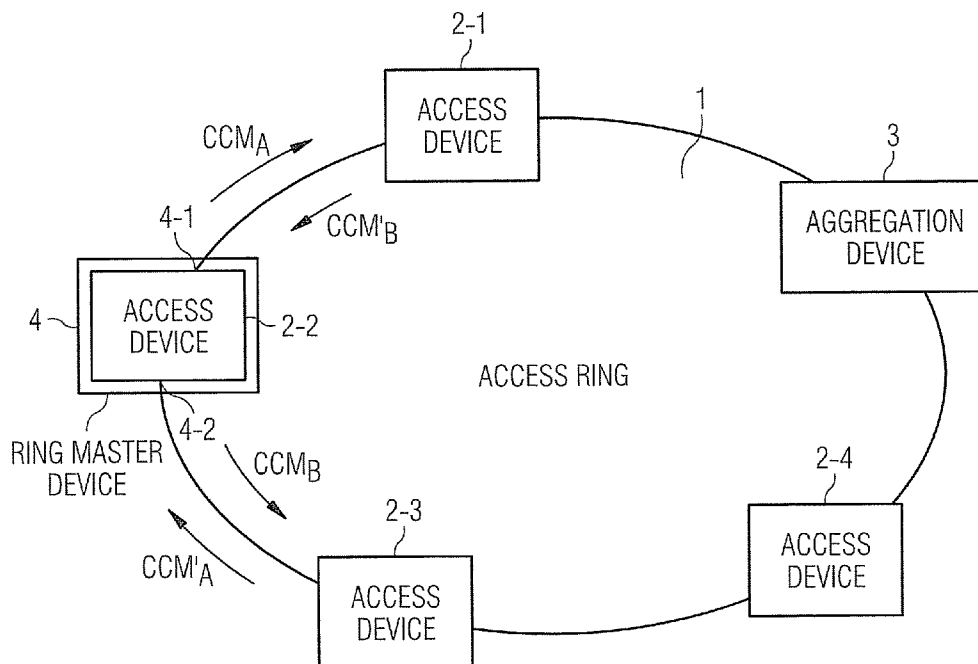 2-1
ACCESS
DEVICE
1
3
AGGREGATION
DEVICE
CCM_A
CCM'_B
4-1
4
ACCESS
DEVICE
2-2
4-2
RING MASTER
DEVICE
ACCESS RING
CCM_B
CCM'_A
2-3
ACCESS
DEVICE
2-4
ACCESS
DEVICE